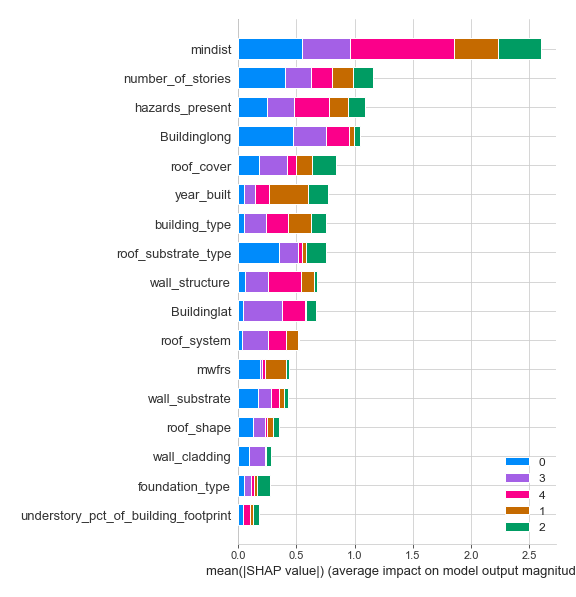 mindist
number_of_stories
hazards_present
Buildinglong
roof_cover
year_built
building_type
roof_substrate_type
wall_structure
Buildinglat
roof_system
mwfrs
wall_substrate
roof_shape
wall_cladding
foundation_type
understory_pct_of_building_footprint
0
3
4
1
2
0.0 0.5 1.0 1.5 2.0 2.5
mean(|SHAP value|) (average impact on model output magnitud